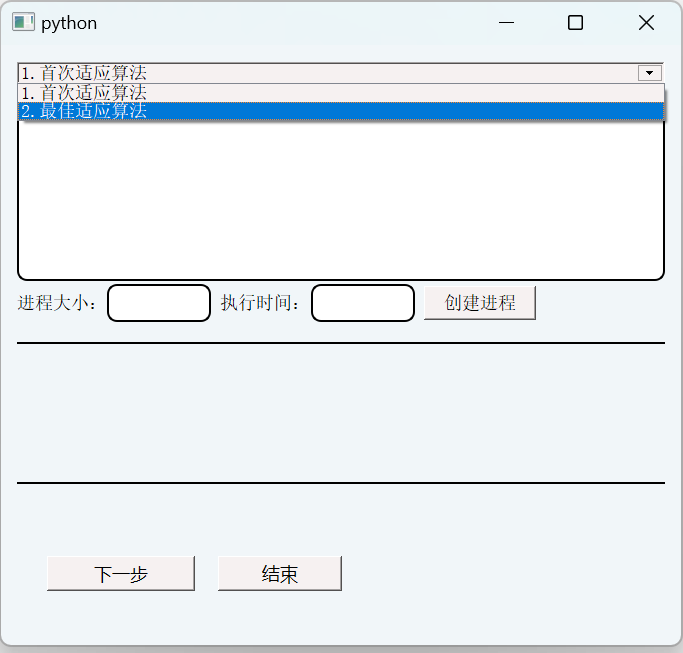 python
1. 首次适应算法
1. 首次适应算法
2. 最佳适应算法
进程大小： 执行时间： 创建进程
下一步 结束